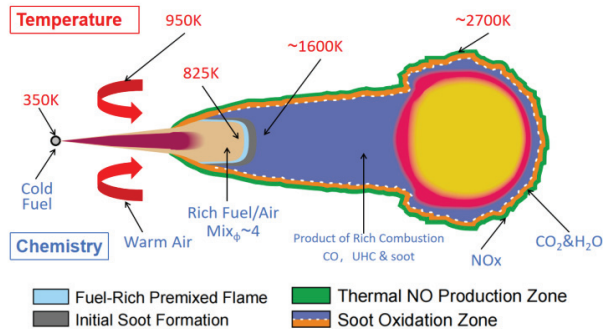 Temperature
950K
~2700K
~1600K
825K
350K
Cold
Fuel
Rich Fuel/Air
Mixϕ~4
Product of Rich Combustion
CO, UHC & soot
CO2&H2O
NOx
Chemistry
Warm Air
Fuel-Rich Premixed Flame
Thermal NO Production Zone
Initial Soot Formation
Soot Oxidation Zone